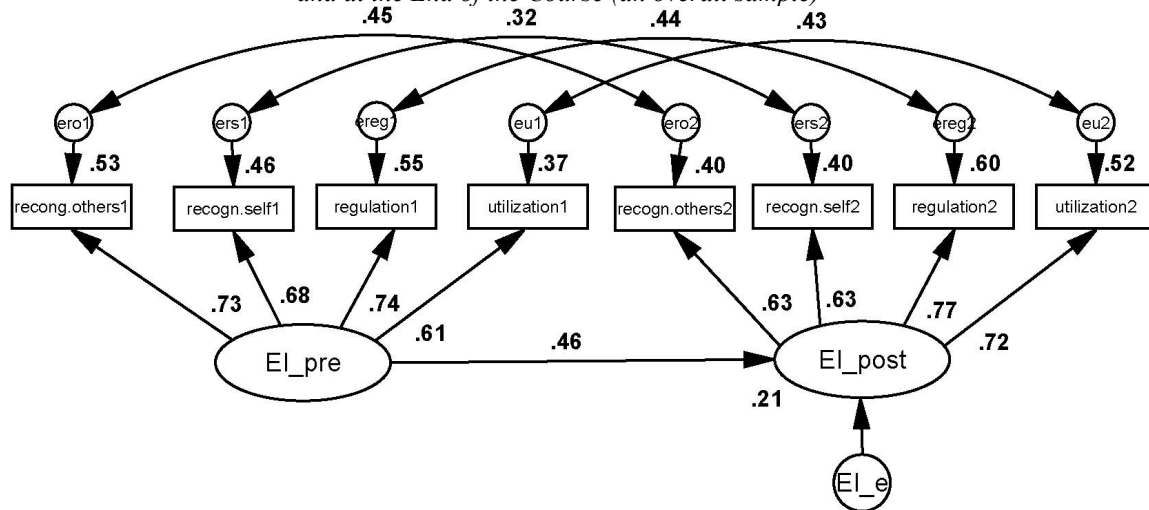 and at the End of the Course (an overall sample)
.45 .32 .44 .43
ero1 ers1 ereg1 eu1 ero2 ers2 ereg2 eu2
.53 .46 .55 .37 .40 .40 .60 .52
recong.others1 recogn.self1 regulation1 utilization1 recogn.others2 recogn.self2 regulation2 utilization2
.73 .68 .74 .61 .63 .63 .77 .72
EI_pre .46 EI_post
.21
EI_e